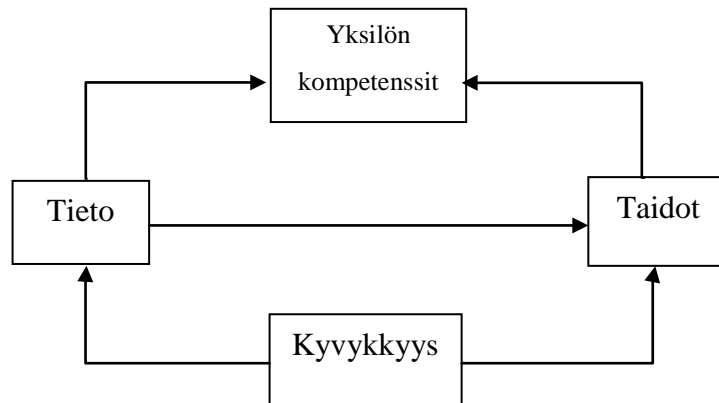 Yksilön
kompetenssit
Tieto
Taidot
Kyvykkyys